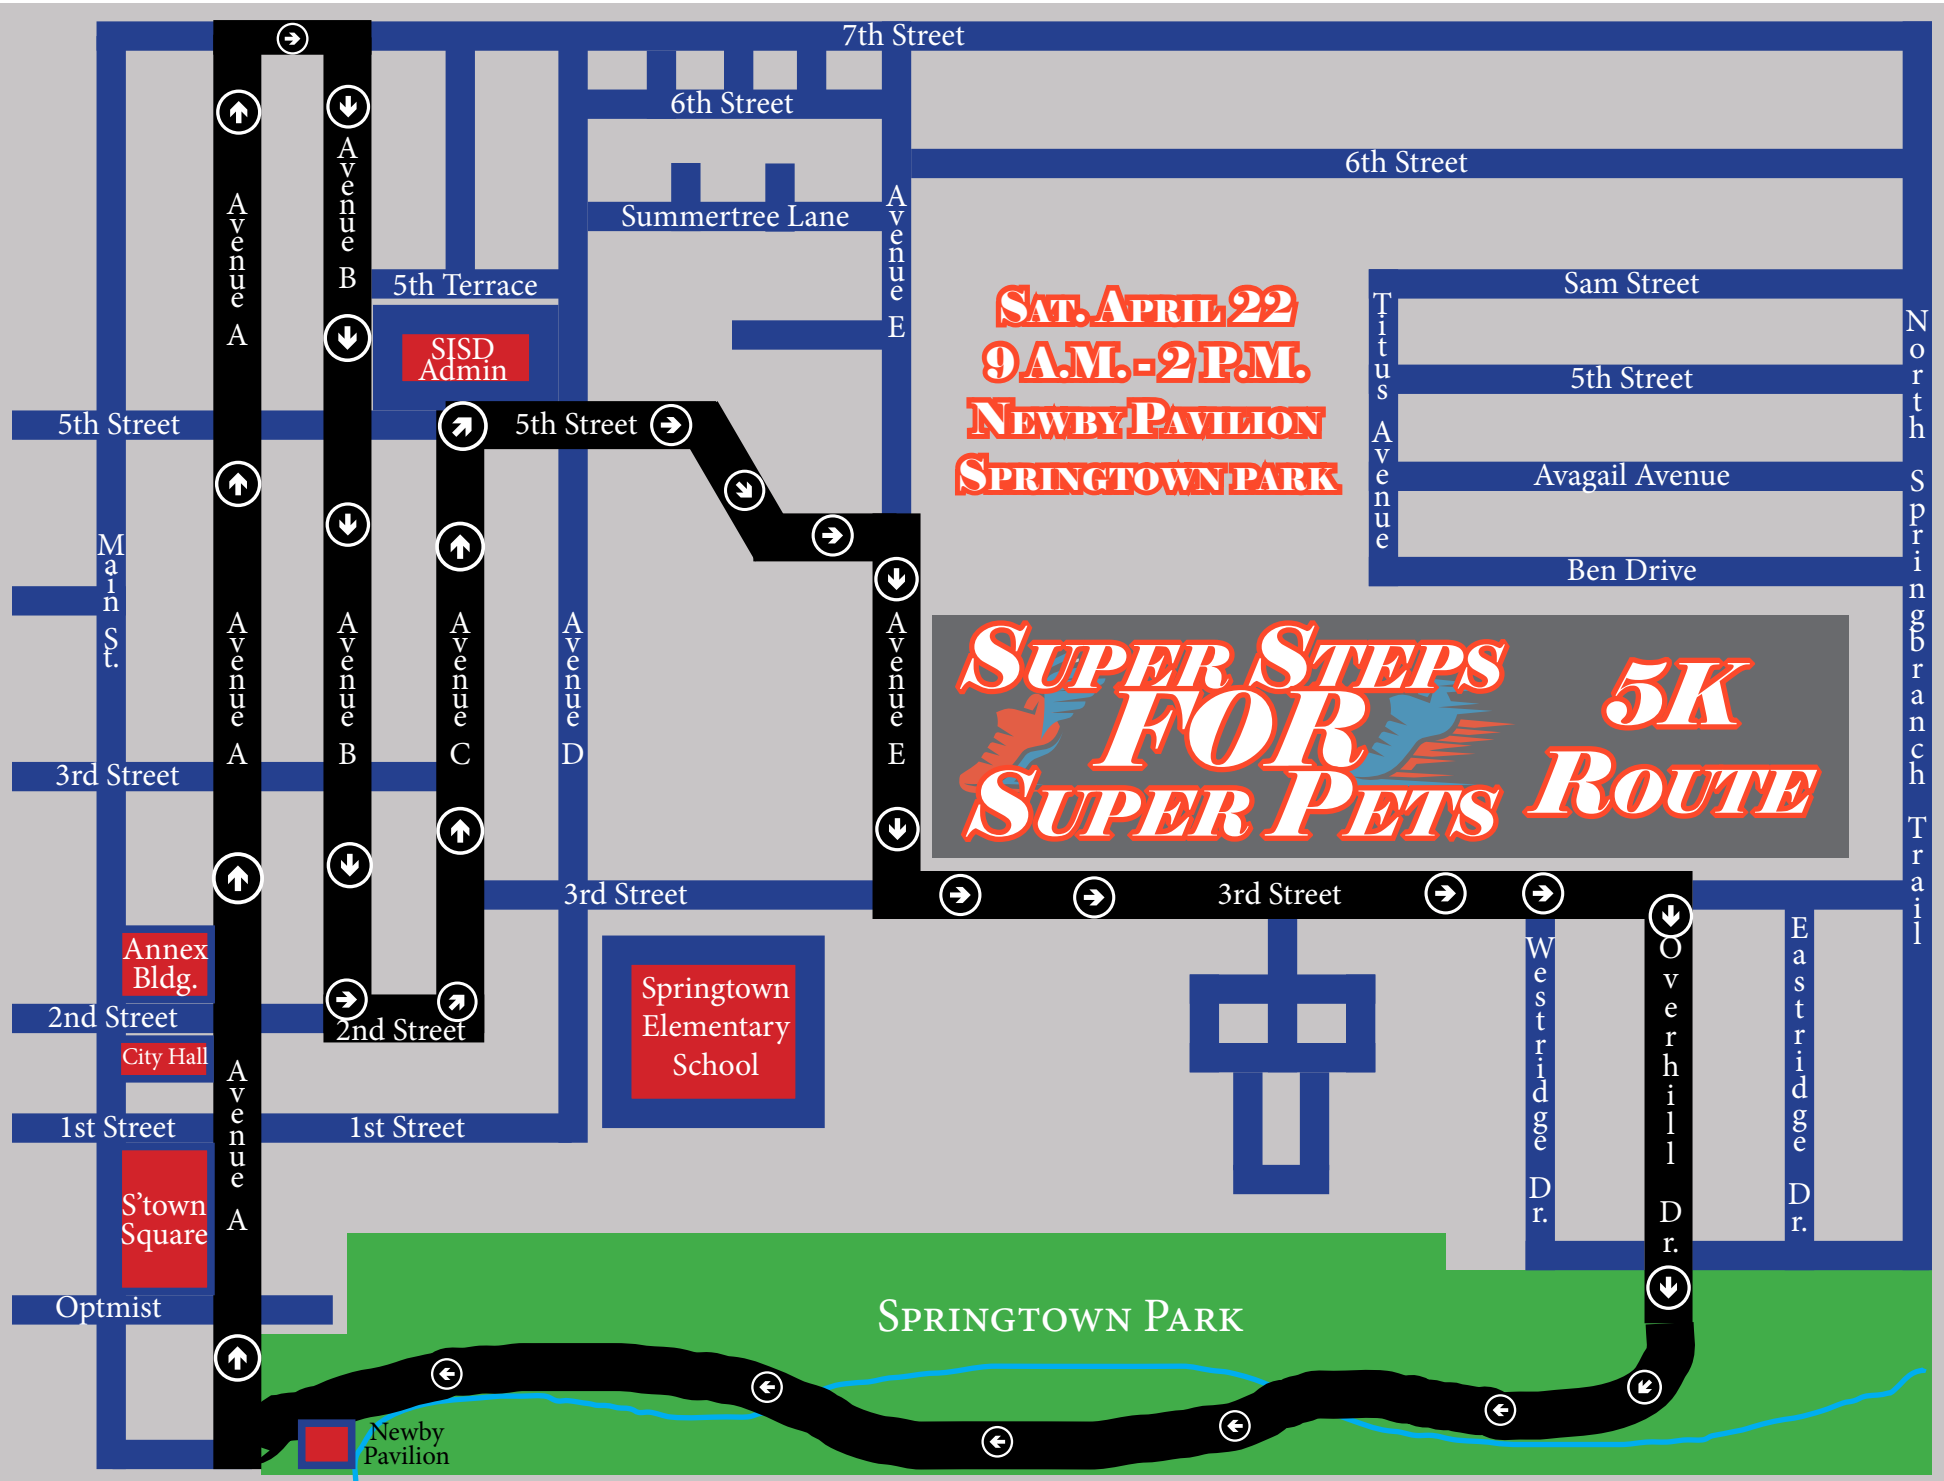 7th Street
6th Street
6th Street
Avenue B
Avenue A
Avenue E
Summertree Lane
5th Terrace
Sam Street
SISD
Admin
Sat. April 22
9 A.M. - 2 P.M.
Newby Pavilion
Springtown park
Titus Avenue
North Springbranch Trail
5th Street
5th Street
5th Street
Avagail Avenue
Ben Drive
Main St.
Avenue A
Avenue B
Avenue C
Avenue D
Avenue E
Super Steps
FOR
Super Pets
5K
Route
3rd Street
3rd Street
3rd Street
Annex
Bldg.
2nd Street
2nd Street
City Hall
Springtown
Elementary
School
Westridge Dr.
Overhill Dr.
Eastridge Dr.
1st Street
1st Street
Avenue A
S'town
Square
Optmist
Springtown Park
Newby
Pavilion